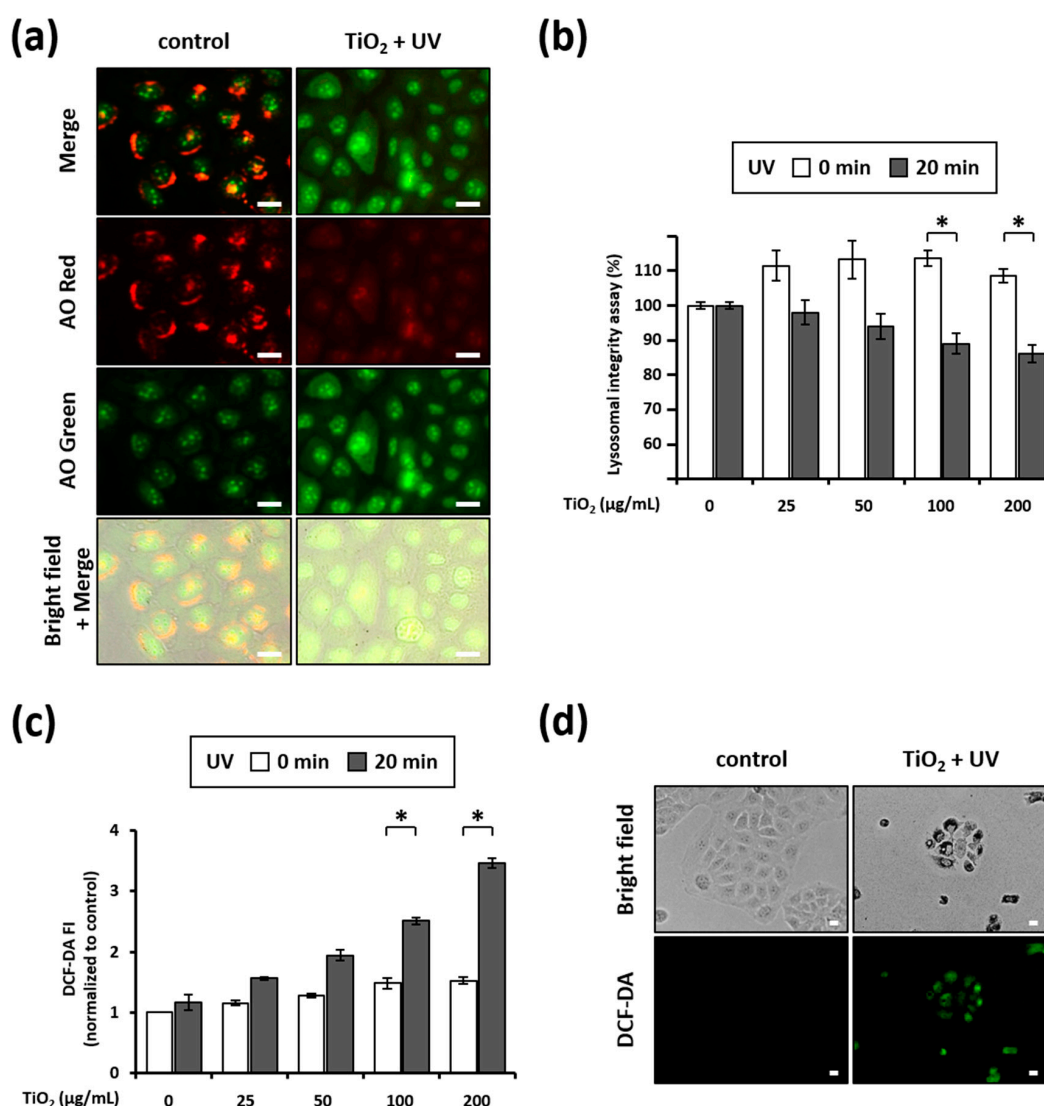 (a)
control TiO₂ + UV
Merge
AO Red
AO Green
Bright field
+ Merge
(b)
UV 0 min 20 min
Lysosomal integrity assay (%)
* *
110
100
90
80
70
60
TiO₂ (µg/mL) 0 25 50 100 200
(c)
UV 0 min 20 min
DCF-DA FI
(normalized to control)
* *
4
3
2
1
0
TiO₂ (µg/mL) 0 25 50 100 200
(d)
control TiO₂ + UV
Bright field
DCF-DA